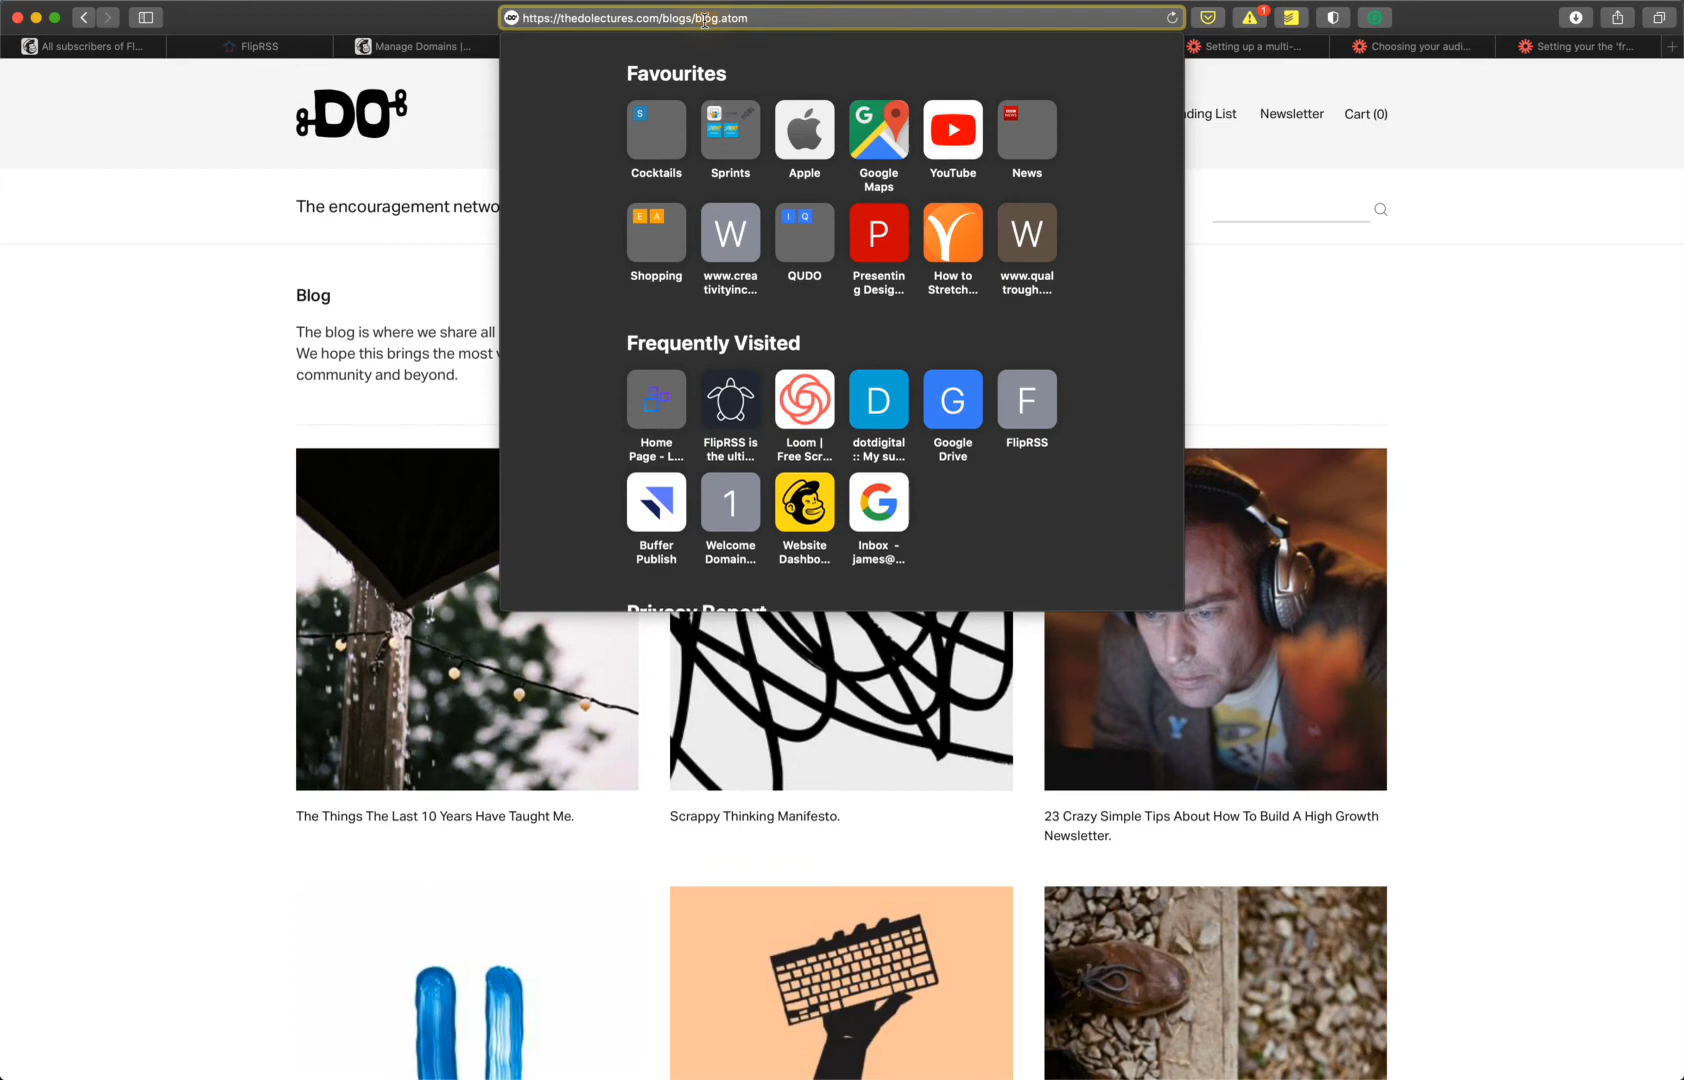 https://thedolectures.com/blogs/blog.atom
1
All subscribers of Fl...
FlipRSS
Manage Domains |...
Setting up a multi-...
Choosing your audi...
Setting your the 'fr...
DO
ding List
Newsletter
Cart (0)
The encouragement netwo
Favourites
S
Cocktails
Sprints
Apple
G
Google
Maps
YouTube
NEWS
News
E A
Shopping
W
www.crea
tivityinc...
I Q
QUDO
P
Presentin
g Desig...
How to
Stretch...
W
www.qual
trough....
Blog
The blog is where we share all
We hope this brings the most
community and beyond.
Frequently Visited
Home
Page - L...
FlipRSS is
the ulti...
Loom |
Free Scr...
D
dotdigital
:: My su...
G
Google
Drive
F
FlipRSS
Buffer
Publish
1
Welcome
Domain...
Website
Dashbo...
G
Inbox -
james@...
Privacy Report
The Things The Last 10 Years Have Taught Me.
Scrappy Thinking Manifesto.
23 Crazy Simple Tips About How To Build A High Growth
Newsletter.